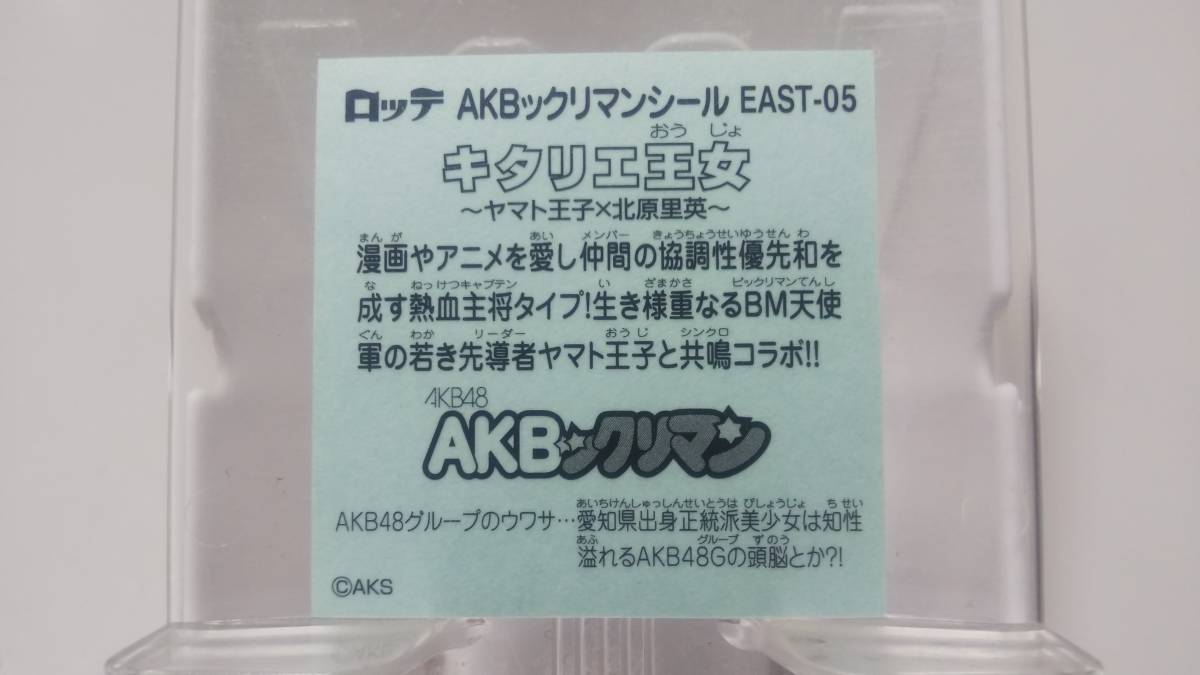 ロッテ AKBックリマンシール EAST-05
おう じょ
キタリエ王女
～ヤマト王子×北原里英～
まん が あい メンバー きょうちょうせいゆうせん わ
漫画やアニメを愛し仲間の協調性優先和を
な ねっけつキャプテン い ざまかさ ビックリマンてんし
成す熱血主将タイプ!生き様重なるBM天使
ぐん わか リーダー おうじ シンクロ
軍の若き先導者ヤマト王子と共鳴コラボ!!
AKB48
AKBックリマン
あいちけんしゅっしんせいとうは びしょうじょ ち せい
AKB48グループのウワサ…愛知県出身正統派美少女は知性
あふ グループ ずのう
溢れるAKB48Gの頭脳とか?!
©AKS